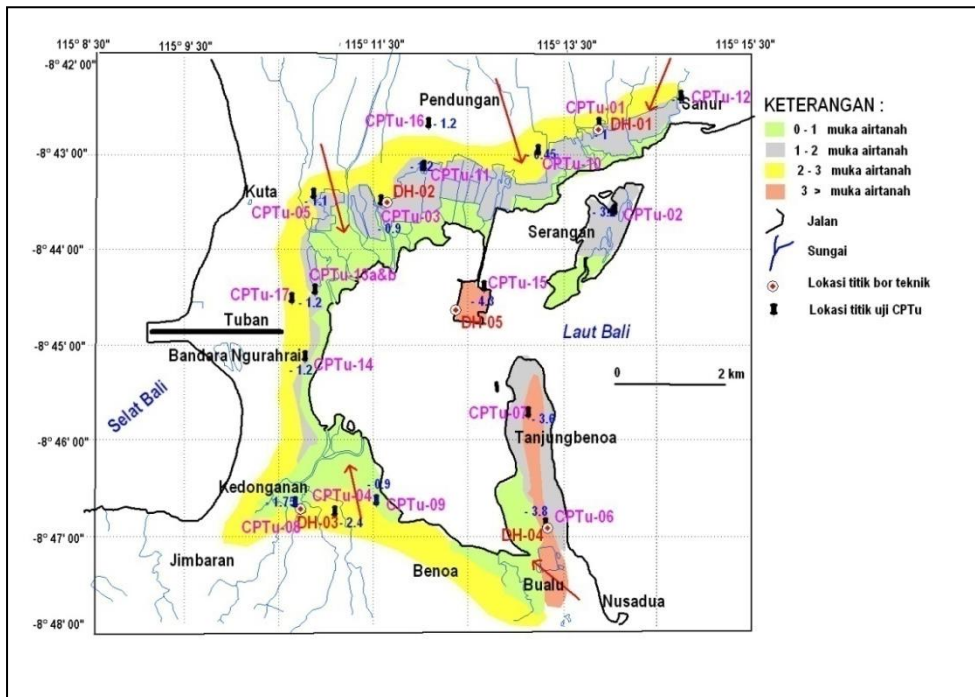 115° 8'30" 115° 9'30" 115° 11'30" 115° 13'30" 115° 15'30"
-8° 42' 00"
Pendungan
CPTu-01
CPTu-12
Sanur
KETERANGAN :
CPTu-16
- 1.2
DH-01
0 - 1 muka airtanah
1 - 2 muka airtanah
2 - 3 muka airtanah
3 > muka airtanah
Jalan
Sungai
Lokasi titik bor teknik
Lokasi titik uji CPTu
-8° 43' 00"
0.45
CPTu-10
CPTu-11
Kuta
DH-02
CPTu-05
- 1.1
CPTu-03
- 0.9
CPTu-02
Serangan
-8° 44' 00"
CPTu-13a&b
CPTu-17
- 1.2
CPTu-15
- 4.3
DH-05
Tuban
Laut Bali
-8° 45' 00"
Bandara Ngurahrai
CPTu-14
- 1.2
0 2 km
Selat Bali
CPTu-07
- 3.6
Tanjungbenoa
-8° 46' 00"
Kedonganan
- 0.9
CPTu-04
CPTu-09
- 1.75
CPTu-08
DH-03
- 2.4
- 3.8
CPTu-06
DH-04
-8° 47' 00"
Jimbaran
Benoa
Bualu
Nusadua
-8° 48' 00"